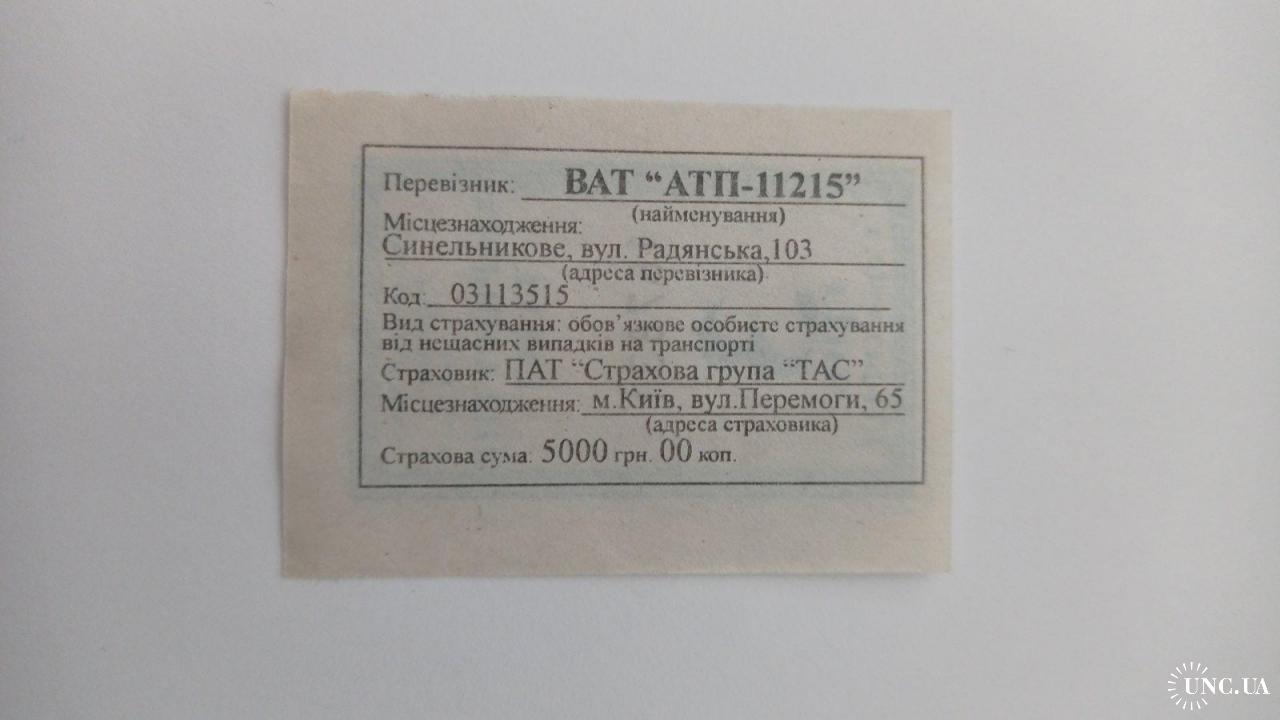 Перевізник: ВАТ “АТП-11215”
(найменування)
Місцезнаходження:
Синельникове, вул. Радянська,103
(адреса перевізника)
Код: 03113515
Вид страхування: обов’язкове особисте страхування
від нещасних випадків на транспорті
Страховик: ПАТ “Страхова група “ТАС”
Місцезнаходження: м.Київ, вул.Перемоги, 65
(адреса страховика)
Страхова сума: 5000 грн. 00 коп.
UNC.UA